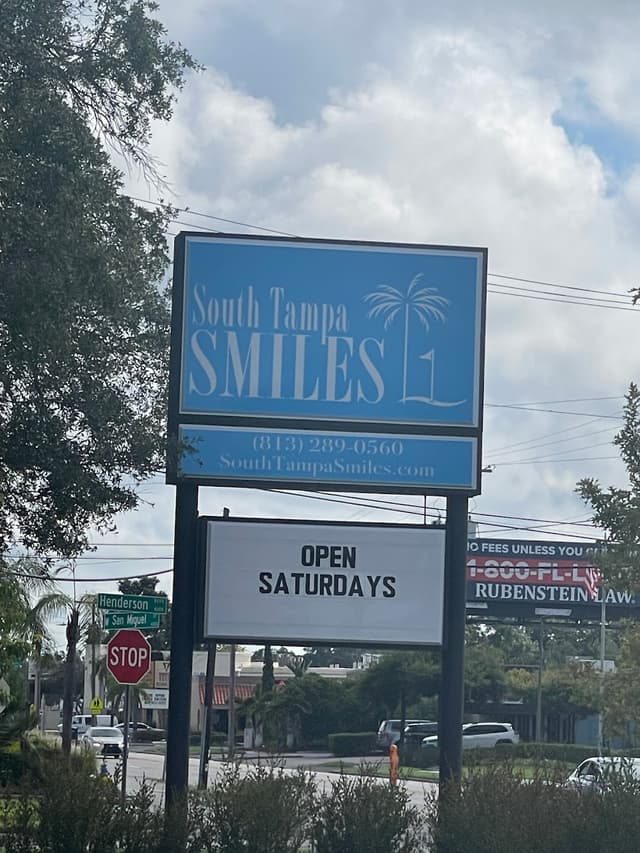 South Tampa
SMILES
(813) 289-0560
SouthTampaSmiles.com
OPEN
SATURDAYS
NO FEES UNLESS YOU
1-800-FL-L
RUBENSTEIN LAW
Henderson
San Miquel
STOP